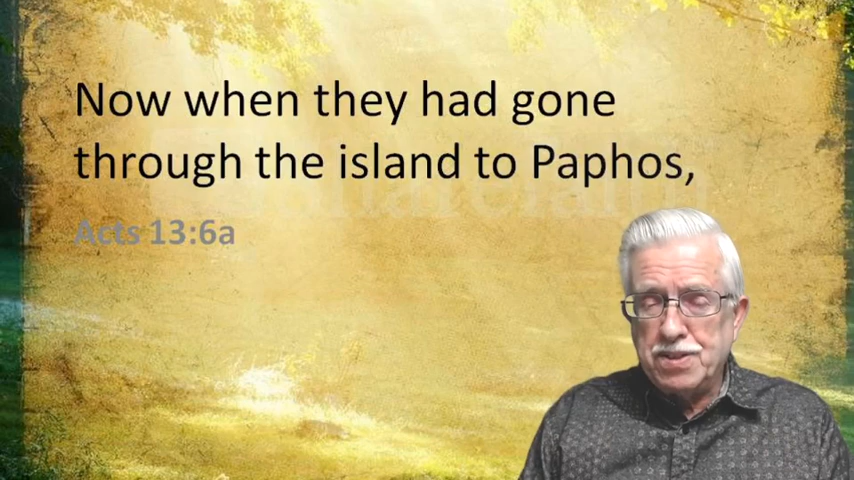 Now when they had gone
through the island to Paphos,
Acts 13:6a